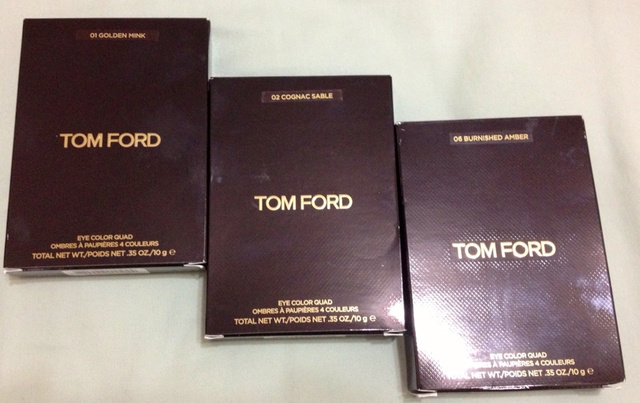 01 GOLDEN MINK
TOM FORD
EYE COLOR QUAD
OMBRES À PAUPIÈRES 4 COULEURS
TOTAL NET WT./POIDS NET .35 OZ./10 g ℮
02 COGNAC SABLE
TOM FORD
EYE COLOR QUAD
OMBRES À PAUPIÈRES 4 COULEURS
TOTAL NET WT./POIDS NET .35 OZ./10 g ℮
06 BURNISHED AMBER
TOM FORD
EYE COLOR QUAD
OMBRES À PAUPIÈRES 4 COULEURS
TOTAL NET WT./POIDS NET .35 OZ./10 g ℮